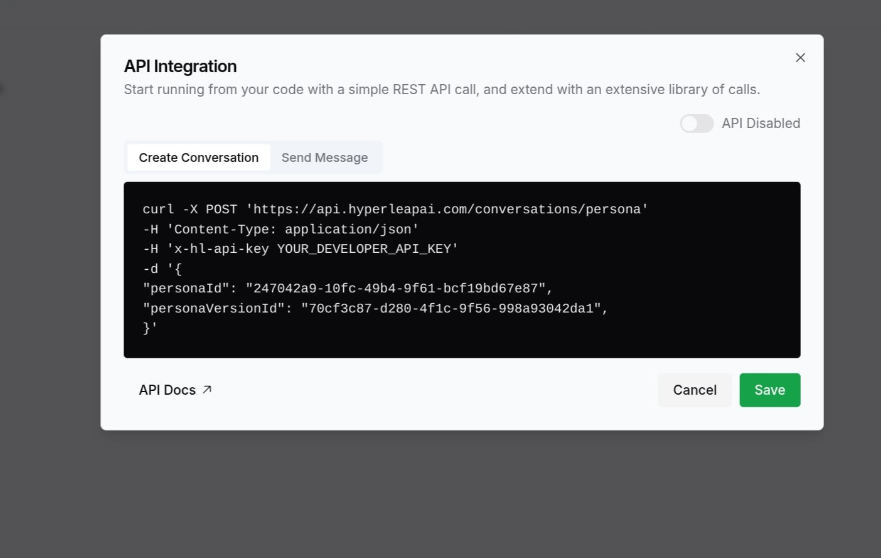 API Integration
Start running from your code with a simple REST API call, and extend with an extensive library of calls.
API Disabled
Create Conversation Send Message
curl -X POST 'https://api.hyperleapai.com/conversations/persona'
-H 'Content-Type: application/json'
-H 'x-hl-api-key YOUR_DEVELOPER_API_KEY'
-d '{
"personaId": "247042a9-10fc-49b4-9f61-bcf19bd67e87",
"personaVersionId": "70cf3c87-d280-4f1c-9f56-998a93042da1",
}'
API Docs
Cancel Save